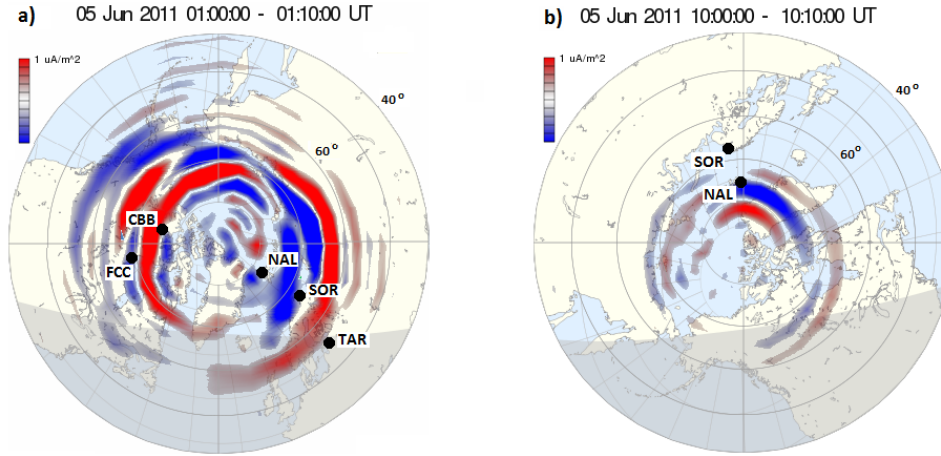 a) 05 Jun 2011 01:00:00 - 01:10:00 UT
1 uA/m^2
40°
60°
CBB
FCC
NAL
SOR
TAR
b) 05 Jun 2011 10:00:00 - 10:10:00 UT
1 uA/m^2
40°
60°
SOR
NAL